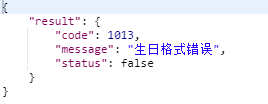 {
    "result": {
        "code": 1013,
        "message": "生日格式错误",
        "status": false
    }
}